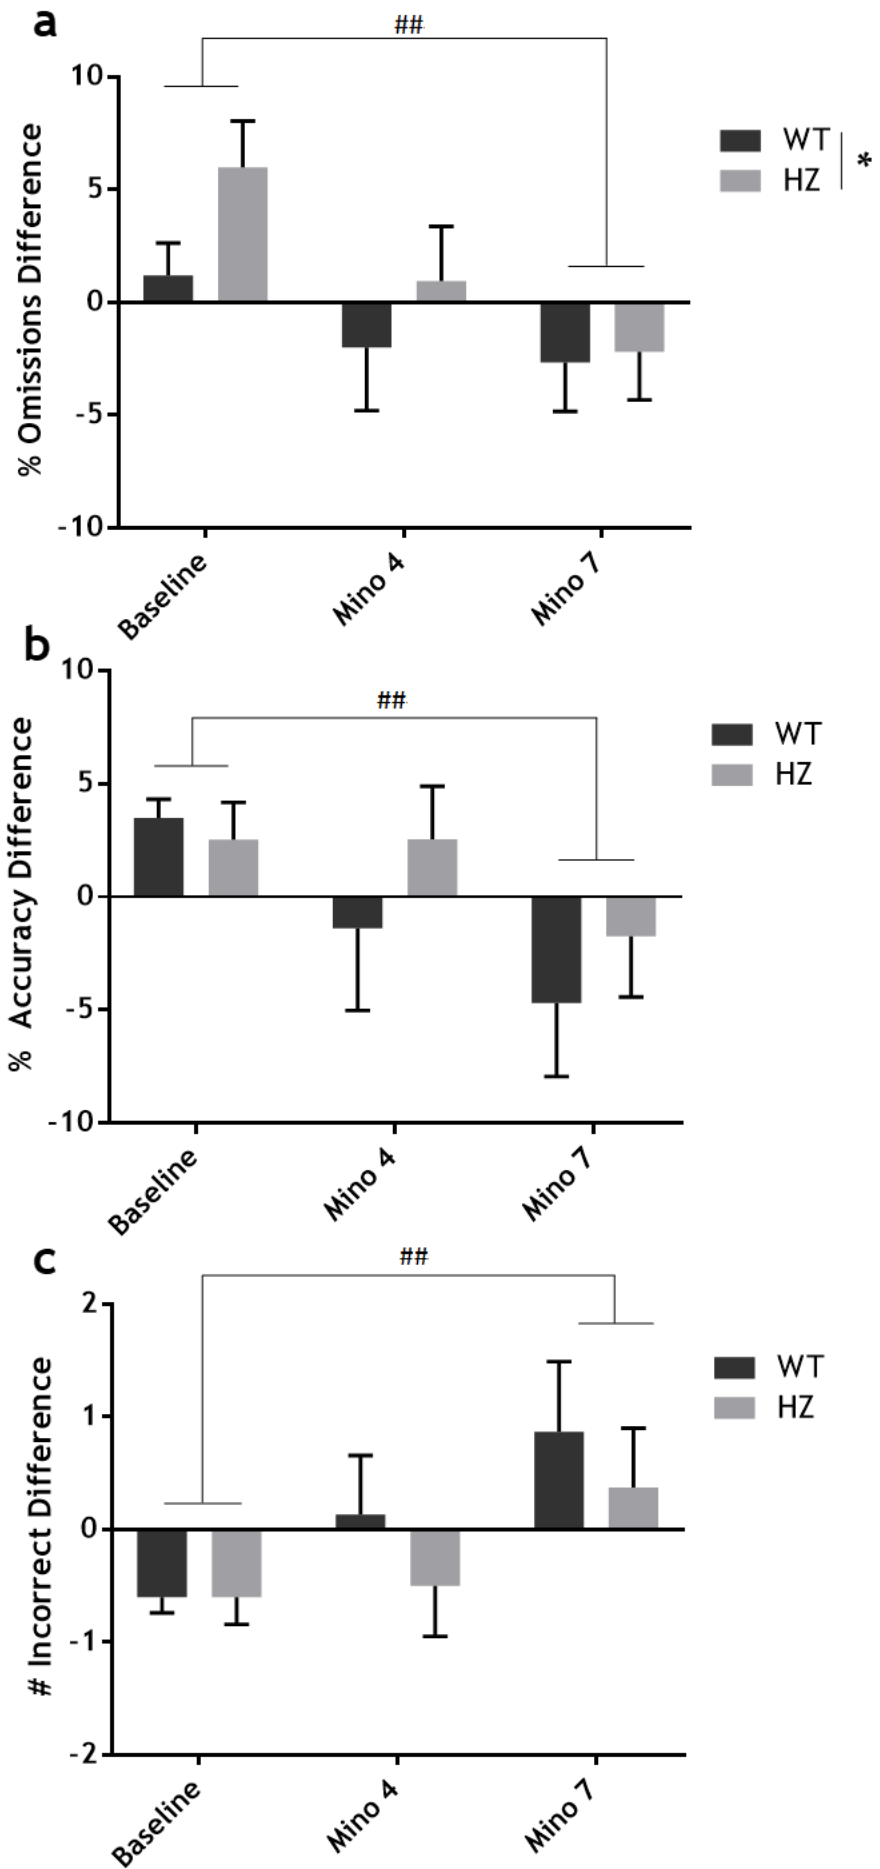 a
##
10
5
0
-5
-10
% Omissions Difference
WT
HZ
*
Baseline
Mino 4
Mino 7
b
##
10
5
0
-5
-10
% Accuracy Difference
WT
HZ
Baseline
Mino 4
Mino 7
c
##
2
1
0
-1
-2
# Incorrect Difference
WT
HZ
Baseline
Mino 4
Mino 7